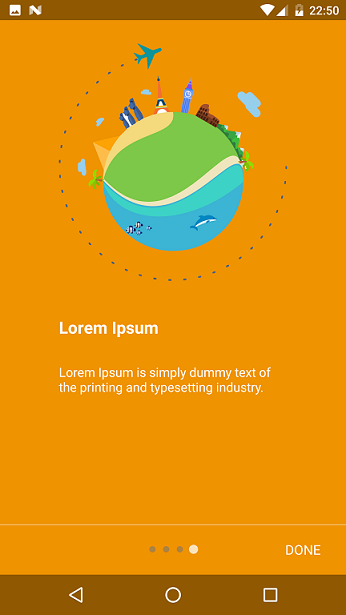 22:50
Lorem Ipsum
Lorem Ipsum is simply dummy text of
the printing and typesetting industry.
DONE